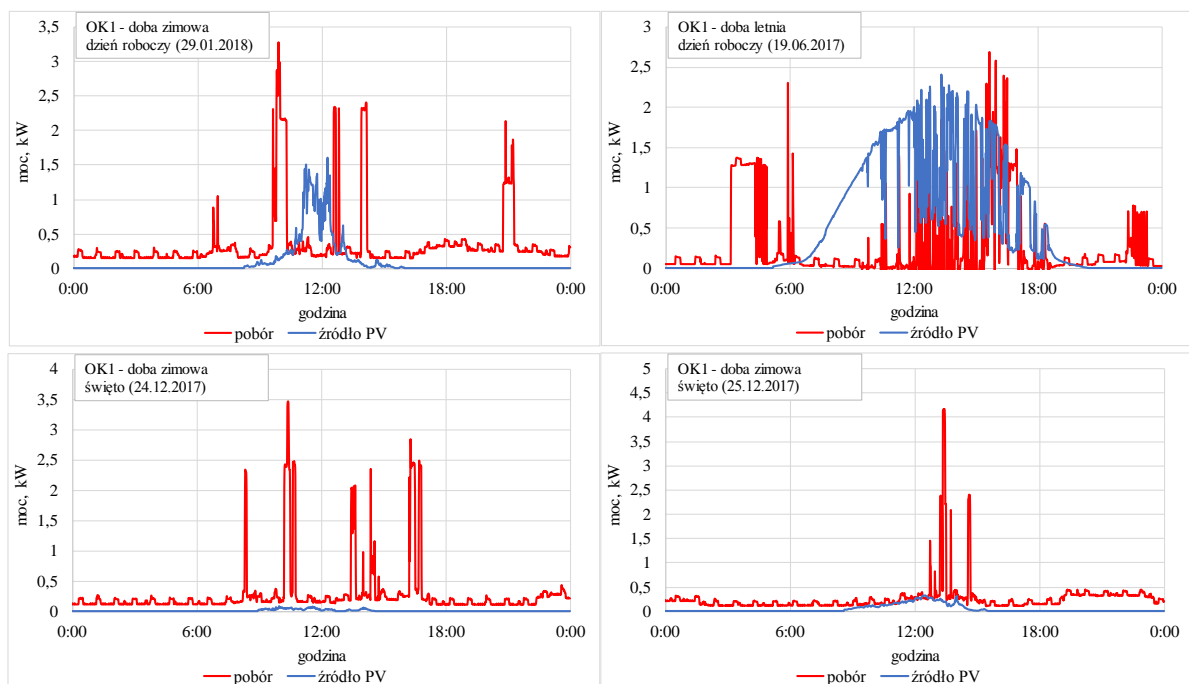 OK1 - doba zimowa
dzień roboczy (29.01.2018)
3,5
3
2,5
2
1,5
1
0,5
0
moc, kW
0:00 6:00 12:00 18:00 0:00
godzina
pobór źródło PV
OK1 - doba letnia
dzień roboczy (19.06.2017)
3
2,5
2
1,5
1
0,5
0
moc, kW
0:00 6:00 12:00 18:00 0:00
godzina
pobór źródło PV
OK1 - doba zimowa
święto (24.12.2017)
4
3,5
3
2,5
2
1,5
1
0,5
0
moc, kW
0:00 6:00 12:00 18:00 0:00
godzina
pobór źródło PV
OK1 - doba zimowa
święto (25.12.2017)
5
4,5
4
3,5
3
2,5
2
1,5
1
0,5
0
moc, kW
0:00 6:00 12:00 18:00 0:00
godzina
pobór źródło PV